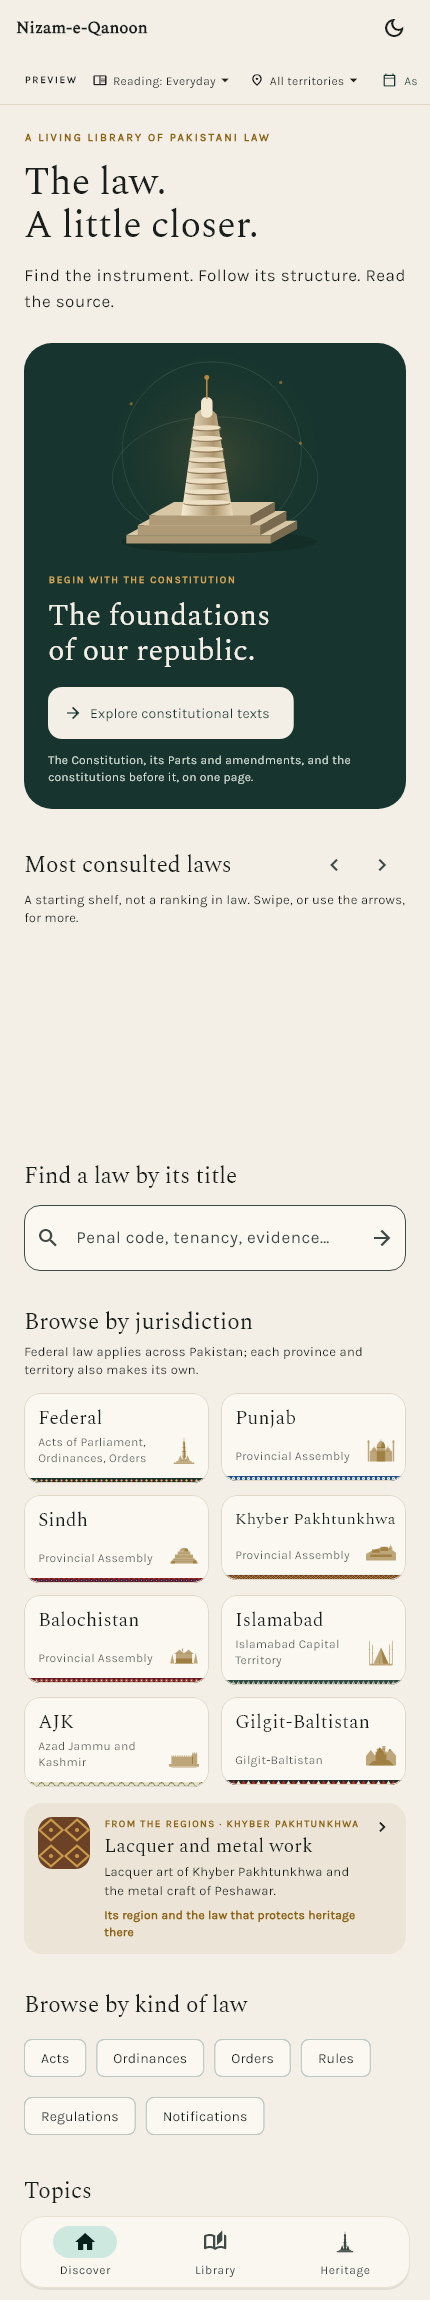 Nizam-e-Qanoon
PREVIEW
Reading: Everyday
All territories
As
A LIVING LIBRARY OF PAKISTANI LAW
The law.
A little closer.
Find the instrument. Follow its structure. Read
the source.
BEGIN WITH THE CONSTITUTION
The foundations
of our republic.
Explore constitutional texts
The Constitution, its Parts and amendments, and the
constitutions before it, on one page.
Most consulted laws
A starting shelf, not a ranking in law. Swipe, or use the arrows,
for more.
Find a law by its title
Penal code, tenancy, evidence…
Browse by jurisdiction
Federal law applies across Pakistan; each province and
territory also makes its own.
Federal
Acts of Parliament,
Ordinances, Orders
Punjab
Provincial Assembly
Sindh
Provincial Assembly
Khyber Pakhtunkhwa
Provincial Assembly
Balochistan
Provincial Assembly
Islamabad
Islamabad Capital
Territory
AJK
Azad Jammu and
Kashmir
Gilgit-Baltistan
Gilgit-Baltistan
FROM THE REGIONS · KHYBER PAKHTUNKHWA
Lacquer and metal work
Lacquer art of Khyber Pakhtunkhwa and
the metal craft of Peshawar.
Its region and the law that protects heritage
there
Browse by kind of law
Acts
Ordinances
Orders
Rules
Regulations
Notifications
Topics
Discover
Library
Heritage